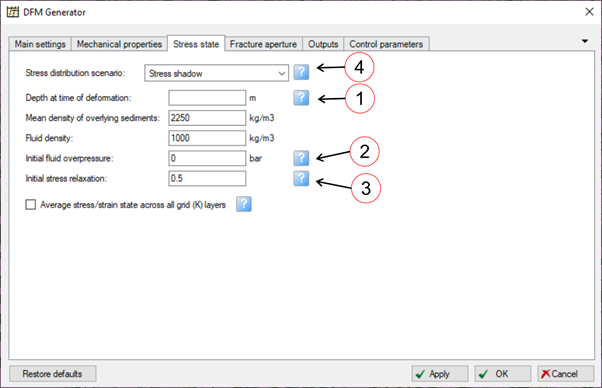 DFM Generator
Main settings Mechanical properties Stress state Fracture aperture Outputs Control parameters
Stress distribution scenario: Stress shadow ? 4
Depth at time of deformation: m ? 1
Mean density of overlying sediments: 2250 kg/m3
Fluid density: 1000 kg/m3
Initial fluid overpressure: 0 bar ? 2
Initial stress relaxation: 0.5 ? 3
Average stress/strain state across all grid (K) layers ?
Restore defaults Apply OK Cancel